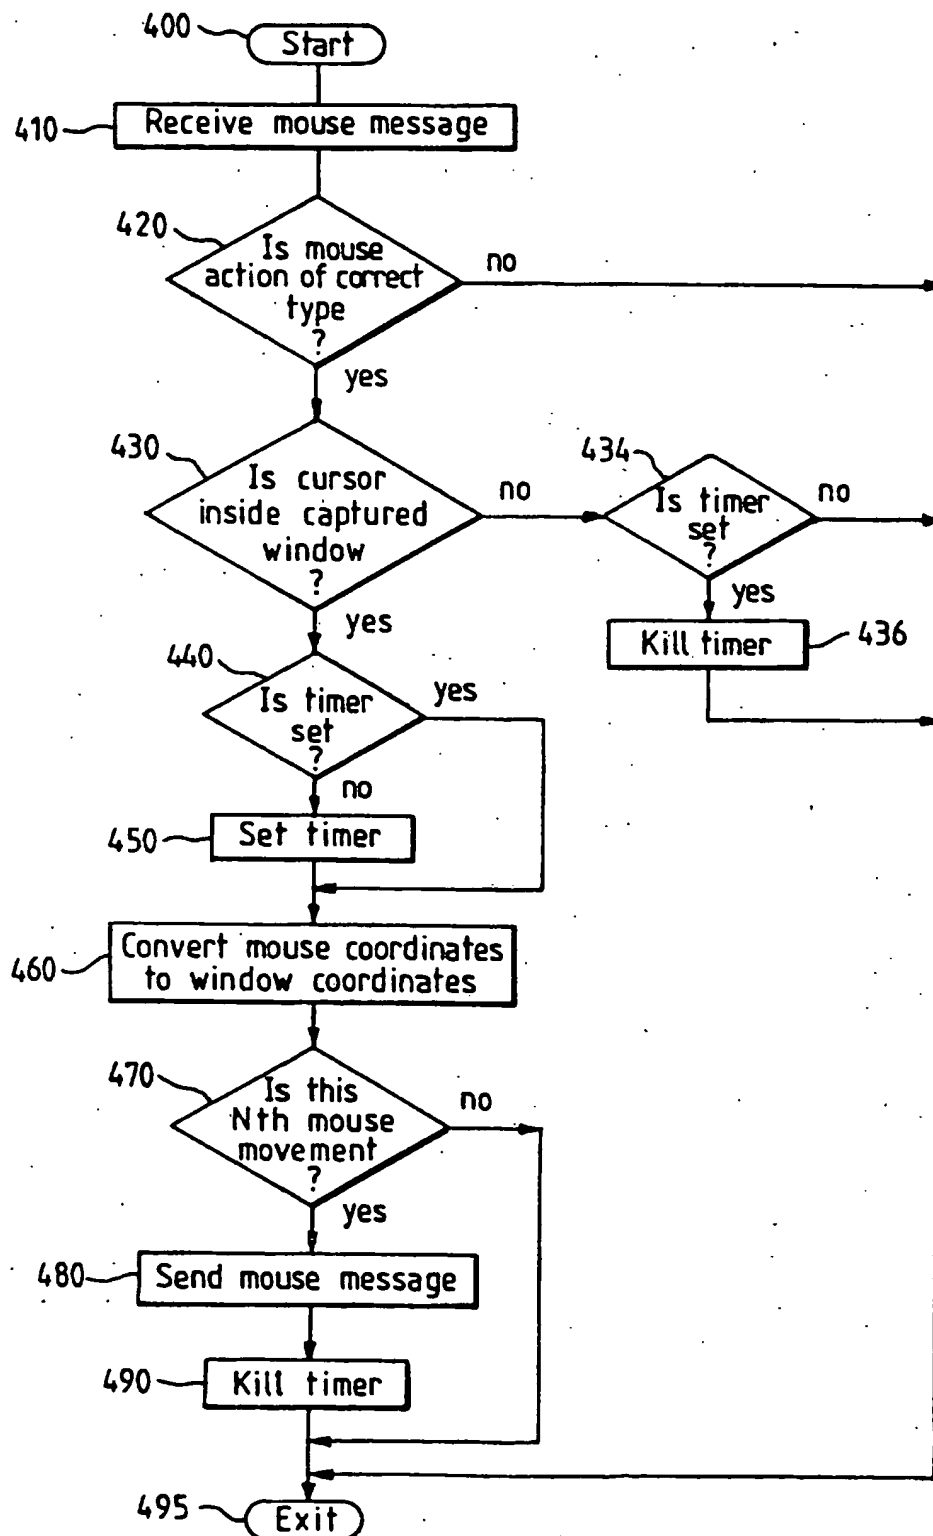 400
Start
410
Receive mouse message
420
Is mouse
action of correct
type
?
no
yes
430
Is cursor
inside captured
window
?
no
yes
434
Is timer
set
?
no
yes
Kill timer
436
440
Is timer
set
?
yes
no
450
Set timer
460
Convert mouse coordinates
to window coordinates
470
Is this
Nth mouse
movement
?
no
yes
480
Send mouse message
490
Kill timer
495
Exit